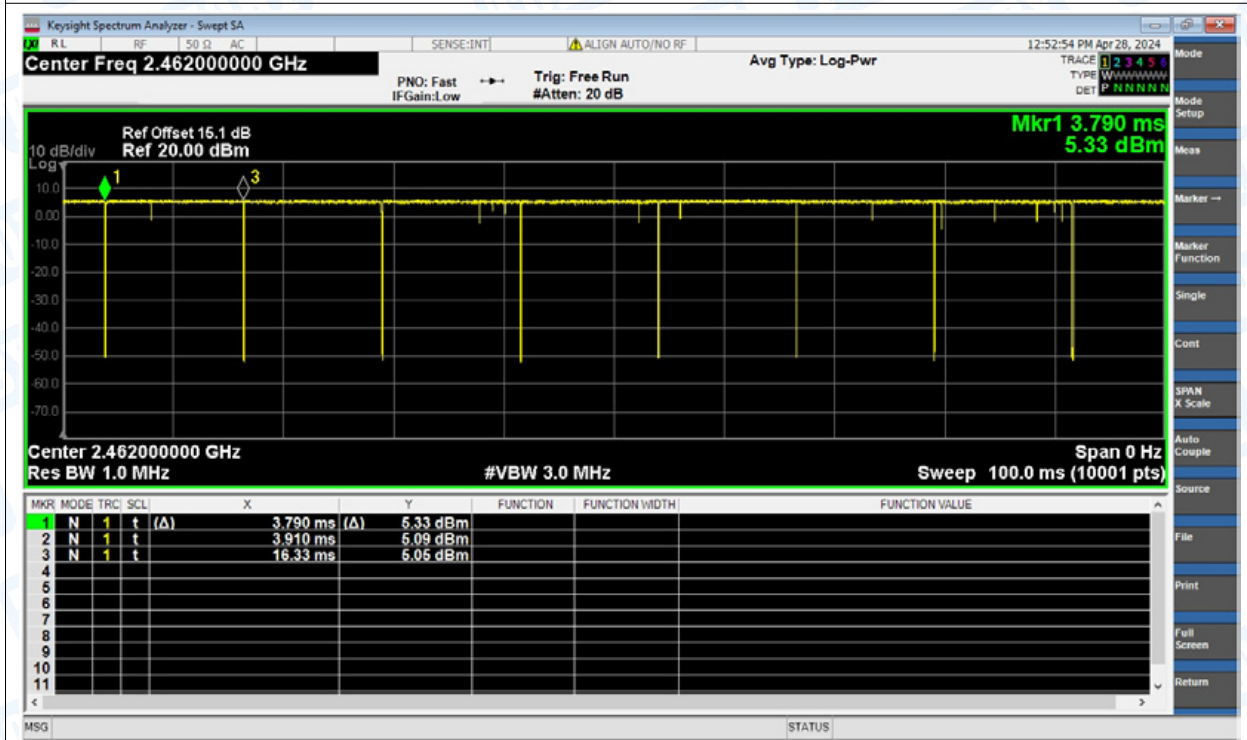 Keysight Spectrum Analyzer - Swept SA
RL RF 50 Ω AC SENSE:INT ALIGN AUTO/NO RF 12:52:54 PM Apr 28, 2024
Center Freq 2.462000000 GHz Avg Type: Log-Pwr TRACE 1 2 3 4 5 6
PNO: Fast Trig: Free Run TYPE WWWWWW
IFGain:Low #Atten: 20 dB DET P N N N N N
Ref Offset 15.1 dB Mkr1 3.790 ms
10 dB/div Ref 20.00 dBm 5.33 dBm
Log
1 3
10.0
0.00
-10.0
-20.0
-30.0
-40.0
-50.0
-60.0
-70.0
Center 2.462000000 GHz Span 0 Hz
Res BW 1.0 MHz #VBW 3.0 MHz Sweep 100.0 ms (10001 pts)
MKR MODE TRC SCL X Y FUNCTION FUNCTION WIDTH FUNCTION VALUE
1 N 1 t (Δ) 3.790 ms (Δ) 5.33 dBm
2 N 1 t 3.910 ms 5.09 dBm
3 N 1 t 16.33 ms 5.05 dBm
4
5
6
7
8
9
10
11
MSG STATUS
Mode
Mode
Setup
Meas
Marker →
Marker
Function
Single
Cont
SPAN
X Scale
Auto
Couple
Source
File
Print
Full
Screen
Return